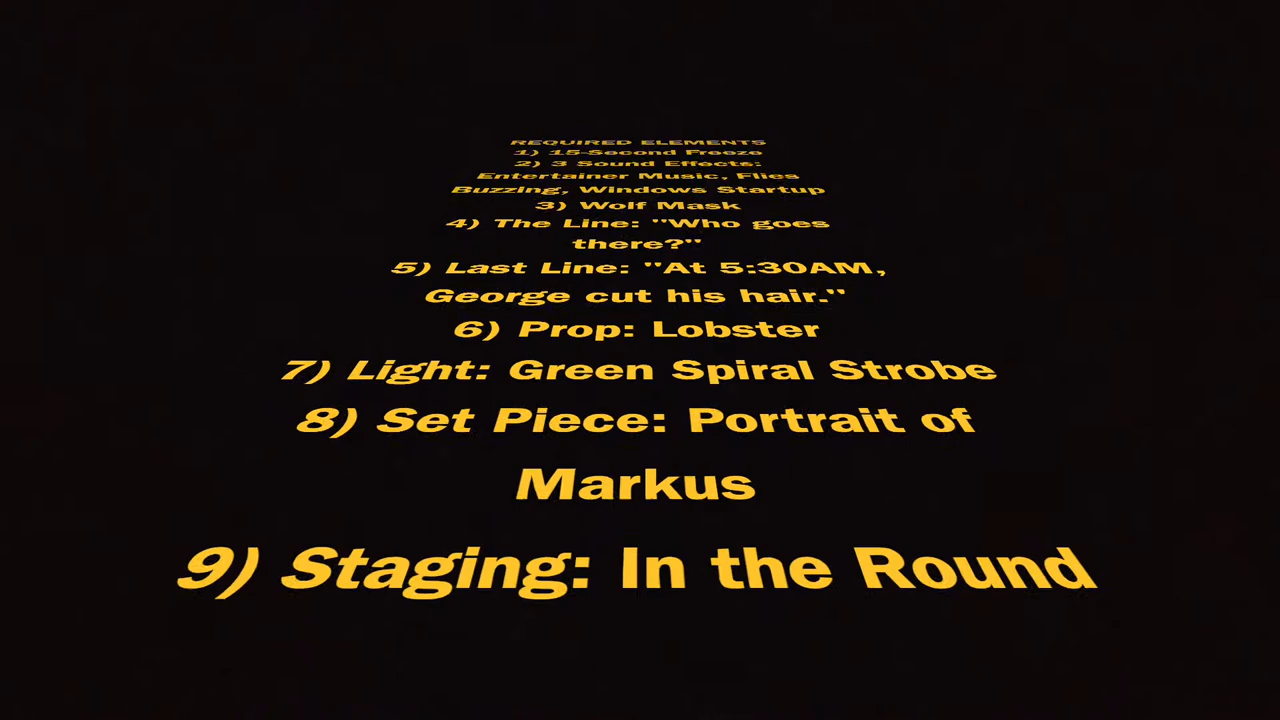 REQUIRED ELEMENTS
1) 15-Second Freeze
2) 3 Sound Effects:
Entertainer Music, Flies
Buzzing, Windows Startup
3) Wolf Mask
4) The Line: "Who goes
there?"
5) Last Line: "At 5:30AM,
George cut his hair."
6) Prop: Lobster
7) Light: Green Spiral Strobe
8) Set Piece: Portrait of
Markus
9) Staging: In the Round